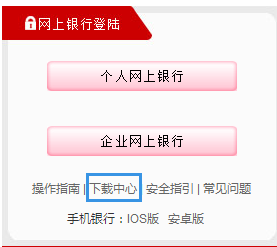 网上银行登陆
个人网上银行
企业网上银行
操作指南 | 下载中心 | 安全指引 | 常见问题
手机银行：IOS版 安卓版